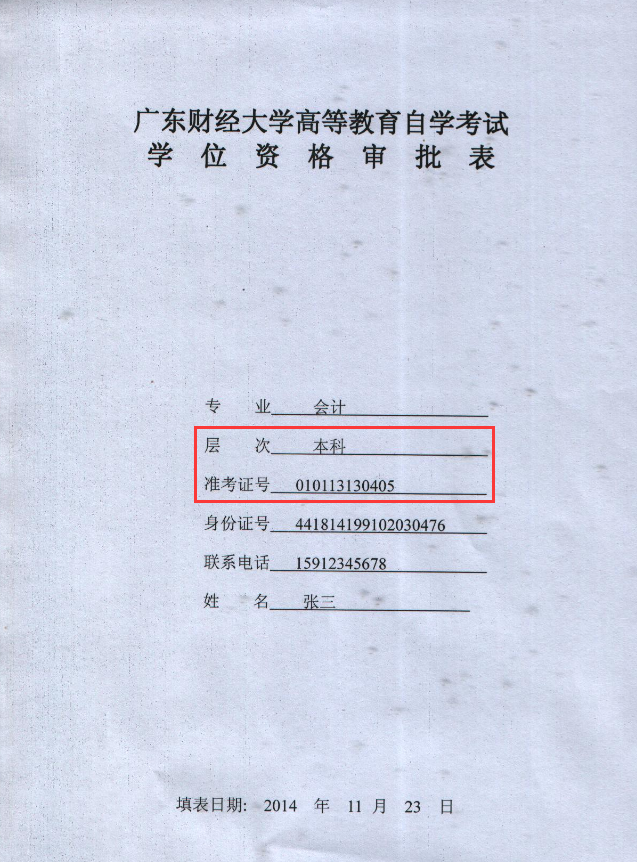 广东财经大学高等教育自学考试
学位资格审批表
专 业 会计
层 次 本科
准考证号 010113130405
身份证号 441814199102030476
联系电话 15912345678
姓 名 张三
填表日期: 2014 年 11 月 23 日